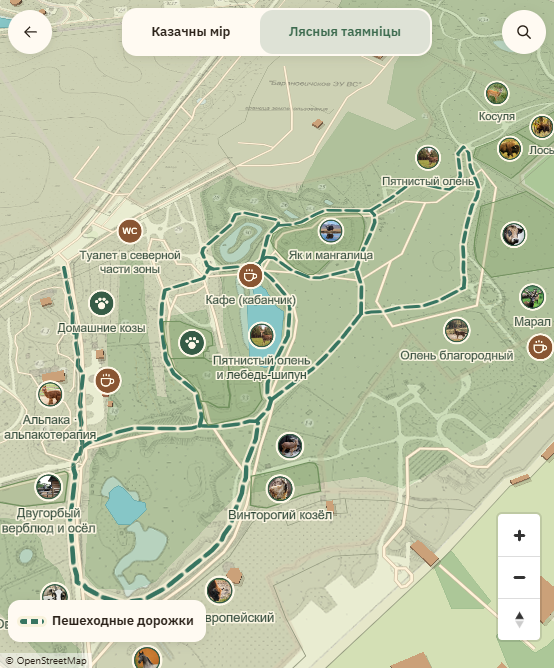 Казачны мір
Лясныя таямніцы
Косуля
Лось
Пятнистый олень
WC
Туалет в северной
части зоны
Як и мангалица
Кафе (кабанчик)
Домашние козы
Марал
Пятнистый олень
и лебедь-шипун
Олень благородный
Альпака
альпакотерапия
Двугорбый
верблюд и осёл
Винторогий козёл
вропейский
Пешеходные дорожки
© OpenStreetMap